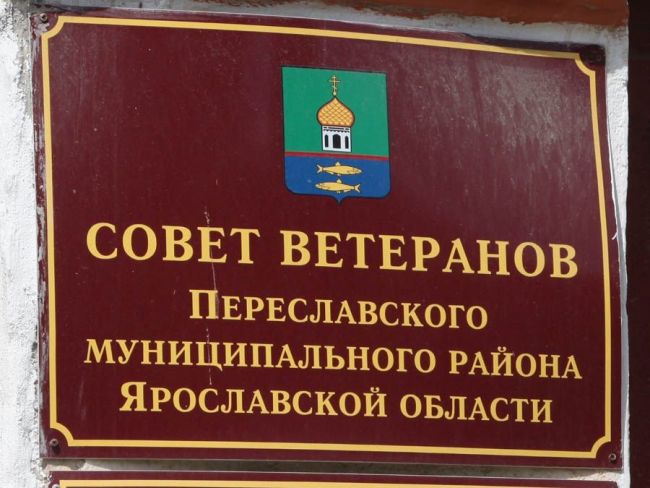 СОВЕТ ВЕТЕРАНОВ
ПЕРЕСЛАВСКОГО
МУНИЦИПАЛЬНОГО РАЙОНА
ЯРОСЛАВСКОЙ ОБЛАСТИ